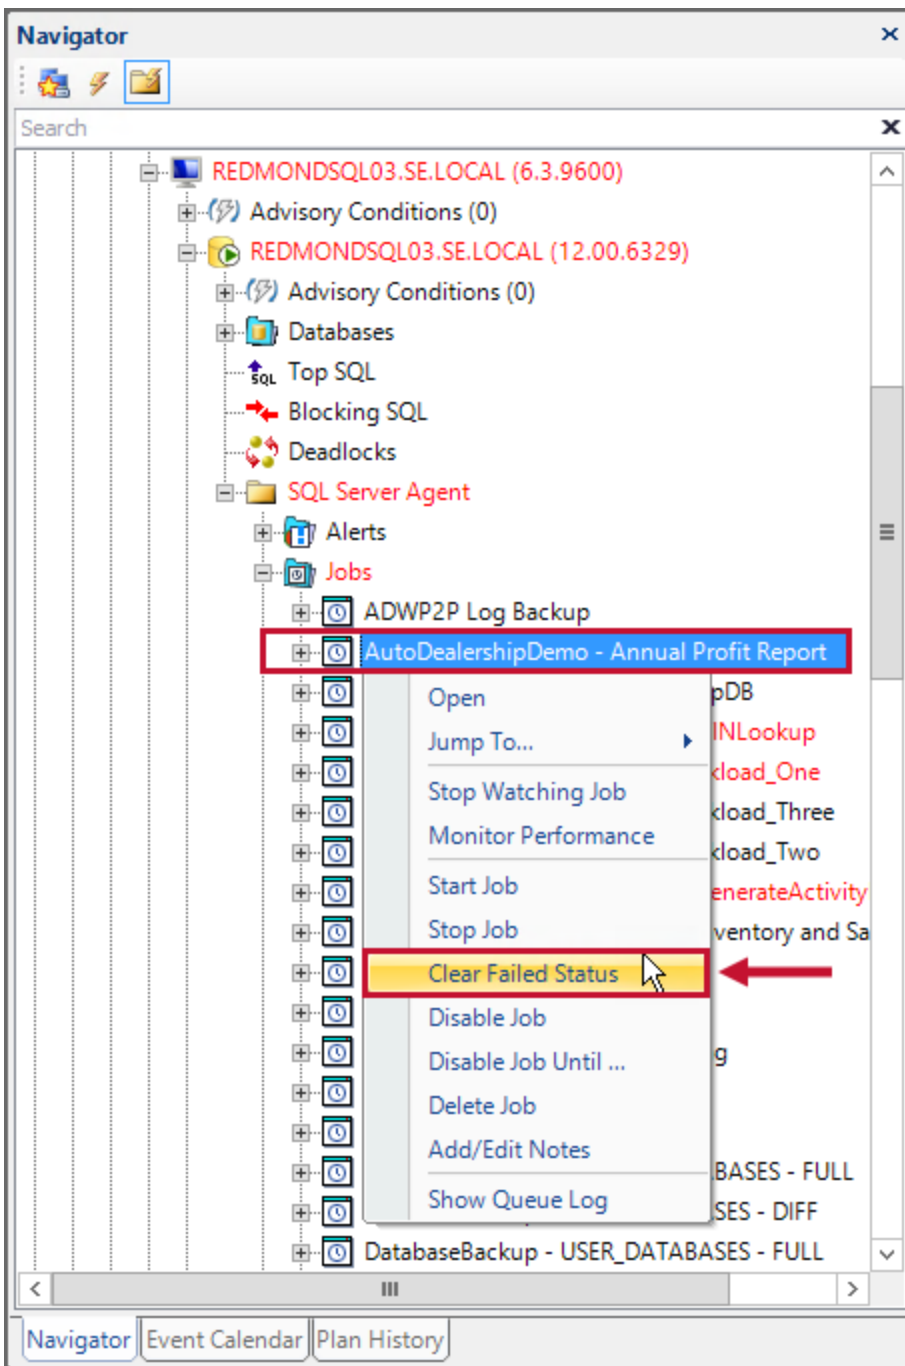 Navigator
Search
REDMONDSQL03.SE.LOCAL (6.3.9600)
Advisory Conditions (0)
REDMONDSQL03.SE.LOCAL (12.00.6329)
Advisory Conditions (0)
Databases
SQL Top SQL
Blocking SQL
Deadlocks
SQL Server Agent
Alerts
Jobs
ADWP2P Log Backup
AutoDealershipDemo - Annual Profit Report
Open
pDB
Jump To...
INLookup
kload_One
Stop Watching Job
kload_Three
Monitor Performance
kload_Two
Start Job
enerateActivity
Stop Job
ventory and Sa
Clear Failed Status
Disable Job
Disable Job Until ...
g
Delete Job
Add/Edit Notes
BASES - FULL
Show Queue Log
SES - DIFF
DatabaseBackup - USER_DATABASES - FULL
Navigator Event Calendar Plan History